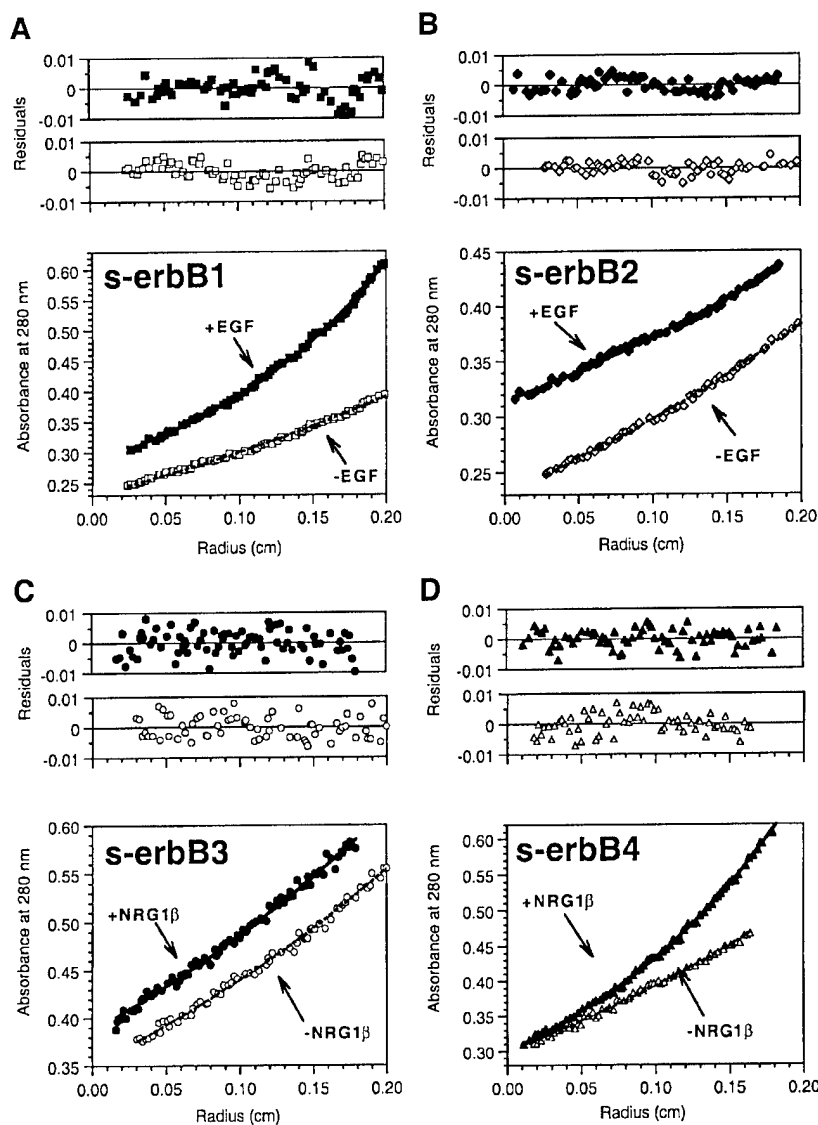 A
Residuals
0.01
0
-0.01
0.01
0
-0.01
s-erbB1
Absorbance at 280 nm
0.60
0.55
0.50
0.45
0.40
0.35
0.30
0.25
+EGF
-EGF
0.00 0.05 0.10 0.15 0.20
Radius (cm)
B
Residuals
0.01
0
-0.01
0.01
0
-0.01
s-erbB2
Absorbance at 280 nm
0.45
0.40
0.35
0.30
0.25
+EGF
-EGF
0.00 0.05 0.10 0.15 0.20
Radius (cm)
C
Residuals
0.01
0
-0.01
0.01
0
-0.01
s-erbB3
Absorbance at 280 nm
0.60
0.55
0.50
0.45
0.40
0.35
+NRG1β
-NRG1β
0.00 0.05 0.10 0.15 0.20
Radius (cm)
D
Residuals
0.01
0
-0.01
0.01
0
-0.01
s-erbB4
Absorbance at 280 nm
0.60
0.55
0.50
0.45
0.40
0.35
0.30
+NRG1β
-NRG1β
0.00 0.05 0.10 0.15 0.20
Radius (cm)